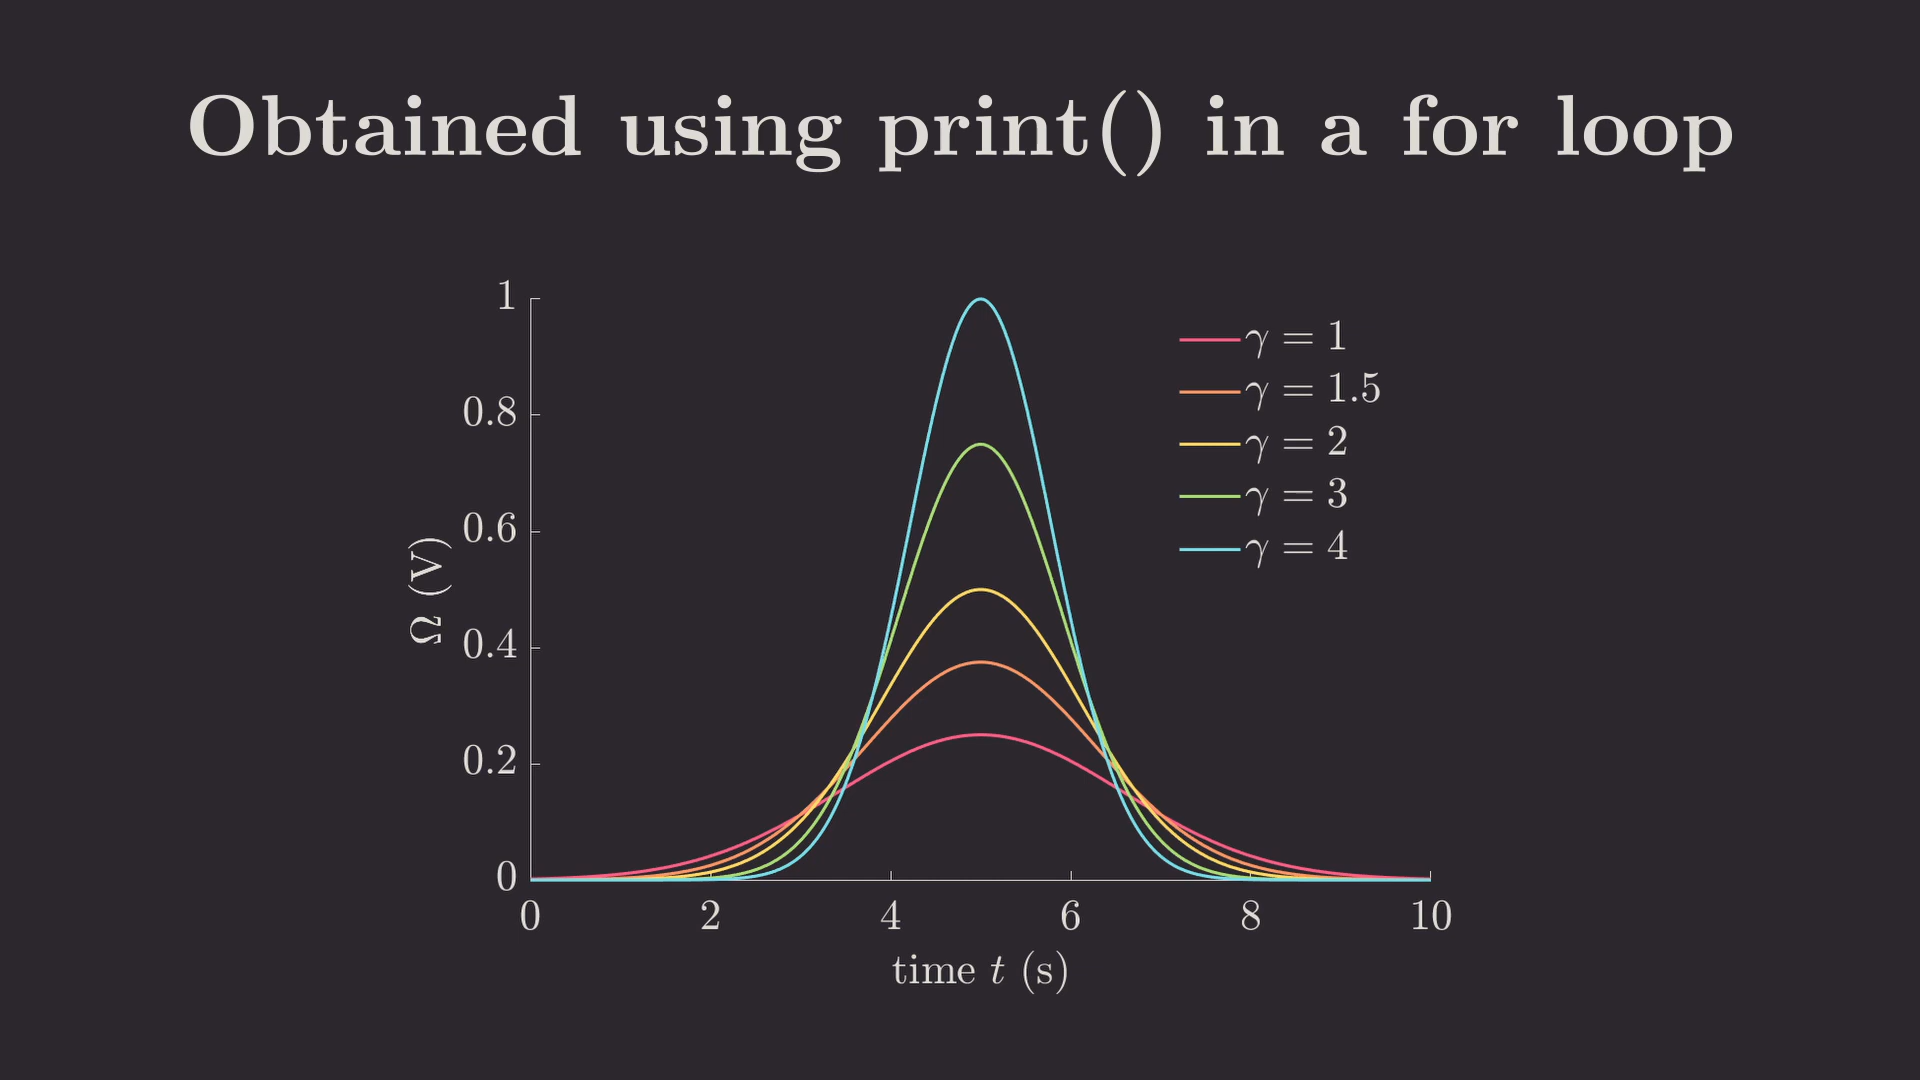 Obtained using print() in a for loop
1
0.8
0.6
0.4
0.2
0
Ω (V)
0 2 4 6 8 10
time t (s)
γ = 1
γ = 1.5
γ = 2
γ = 3
γ = 4